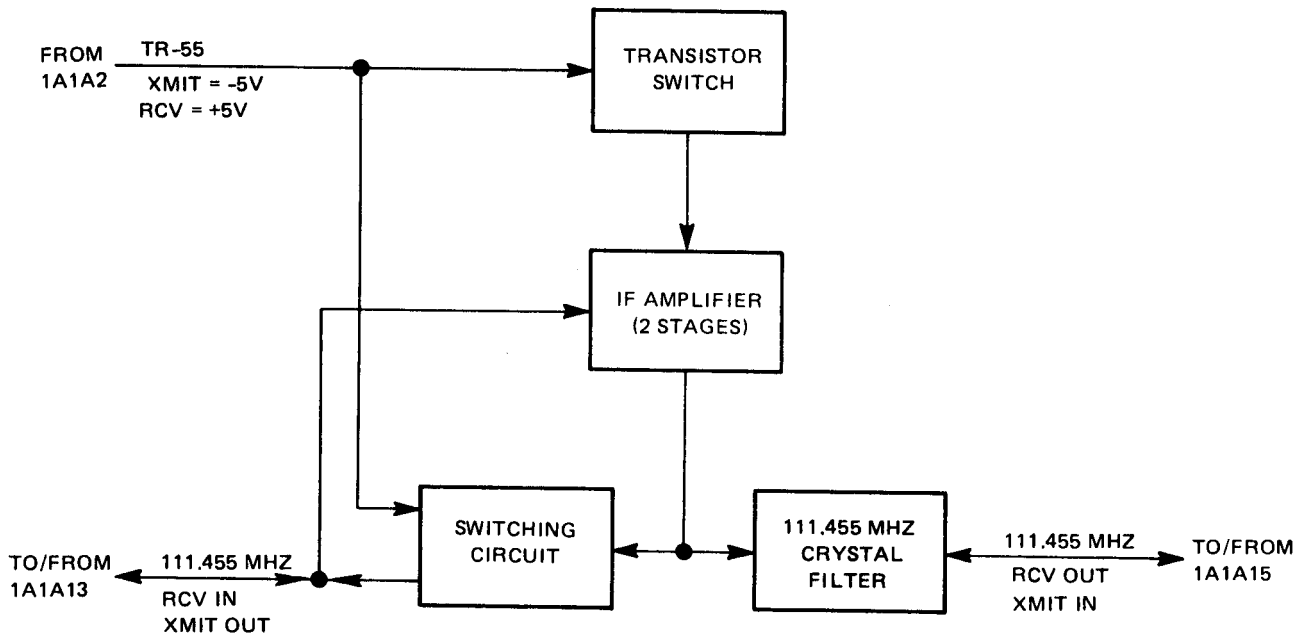 FROM
1A1A2
TR-55
XMIT = -5V
RCV = +5V
TRANSISTOR
SWITCH
IF AMPLIFIER
(2 STAGES)
SWITCHING
CIRCUIT
111.455 MHZ
CRYSTAL
FILTER
TO/FROM
1A1A13
111.455 MHZ
RCV IN
XMIT OUT
111.455 MHZ
RCV OUT
XMIT IN
TO/FROM
1A1A15